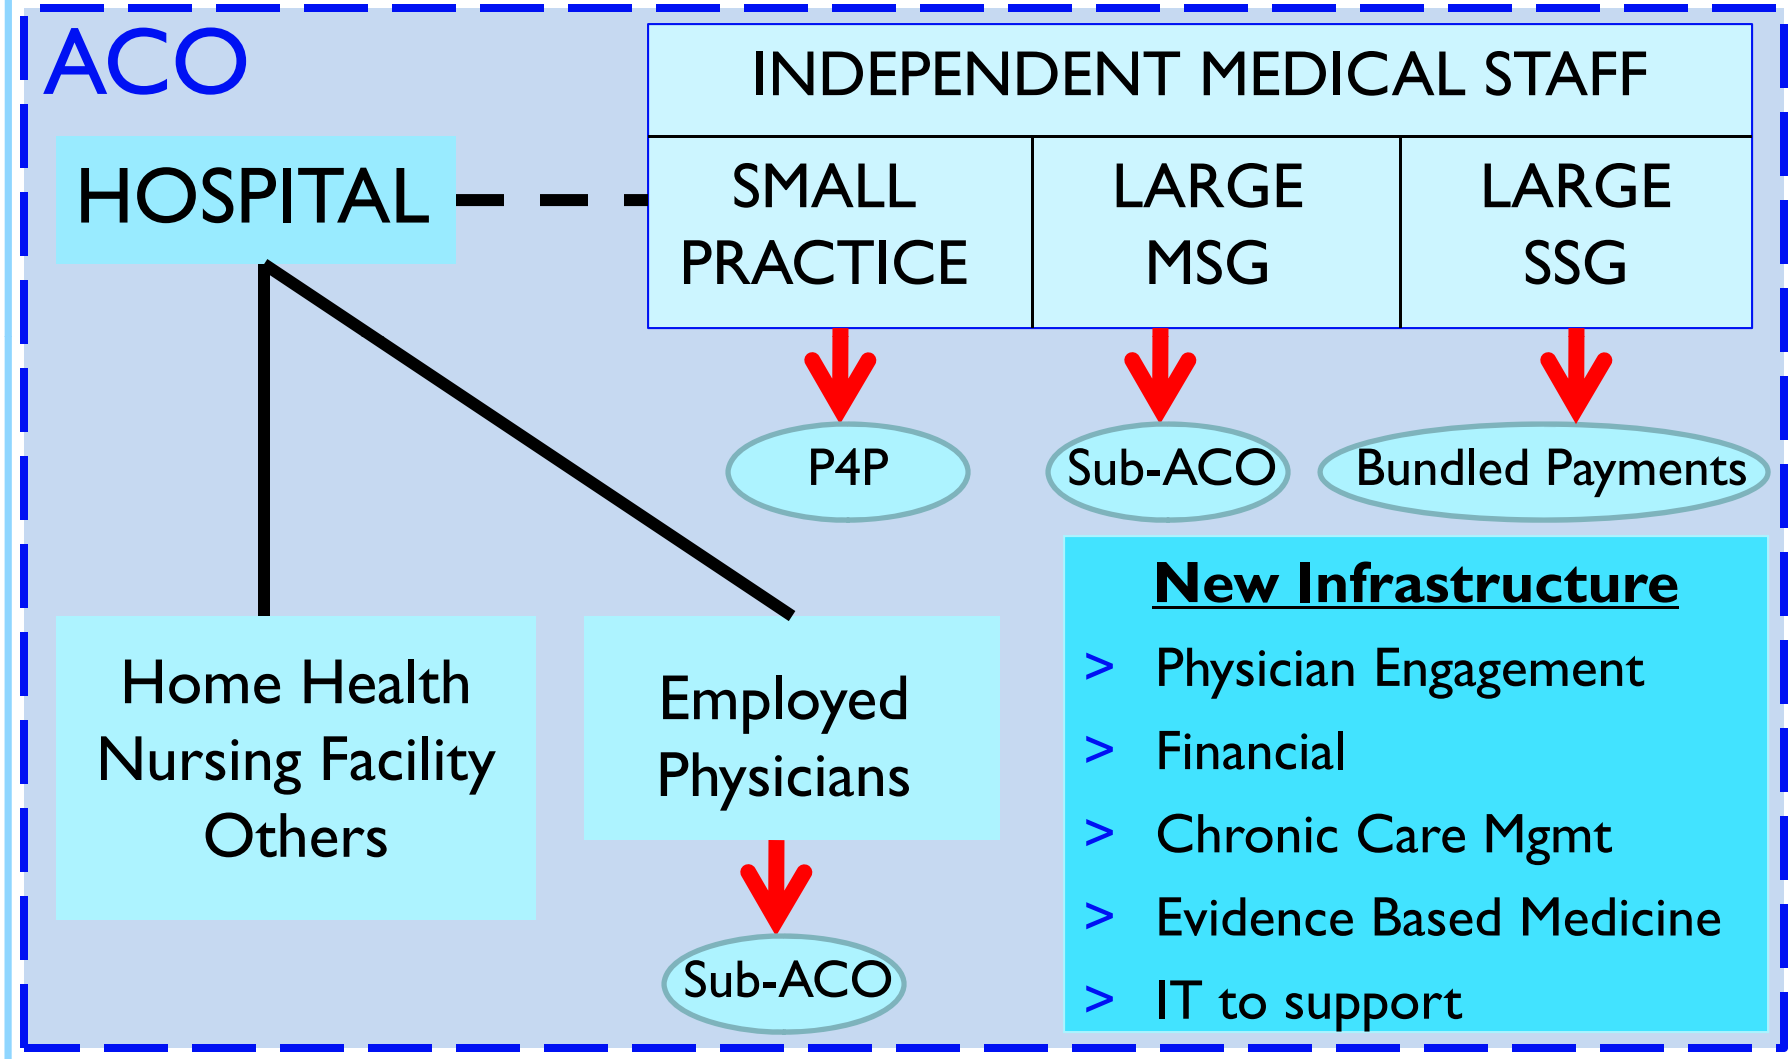 ACO
INDEPENDENT MEDICAL STAFF
HOSPITAL
SMALL
PRACTICE
LARGE
MSG
LARGE
SSG
P4P
Sub-ACO
Bundled Payments
Home Health
Nursing Facility
Others
Employed
Physicians
Sub-ACO
New Infrastructure
> Physician Engagement
> Financial
> Chronic Care Mgmt
> Evidence Based Medicine
> IT to support